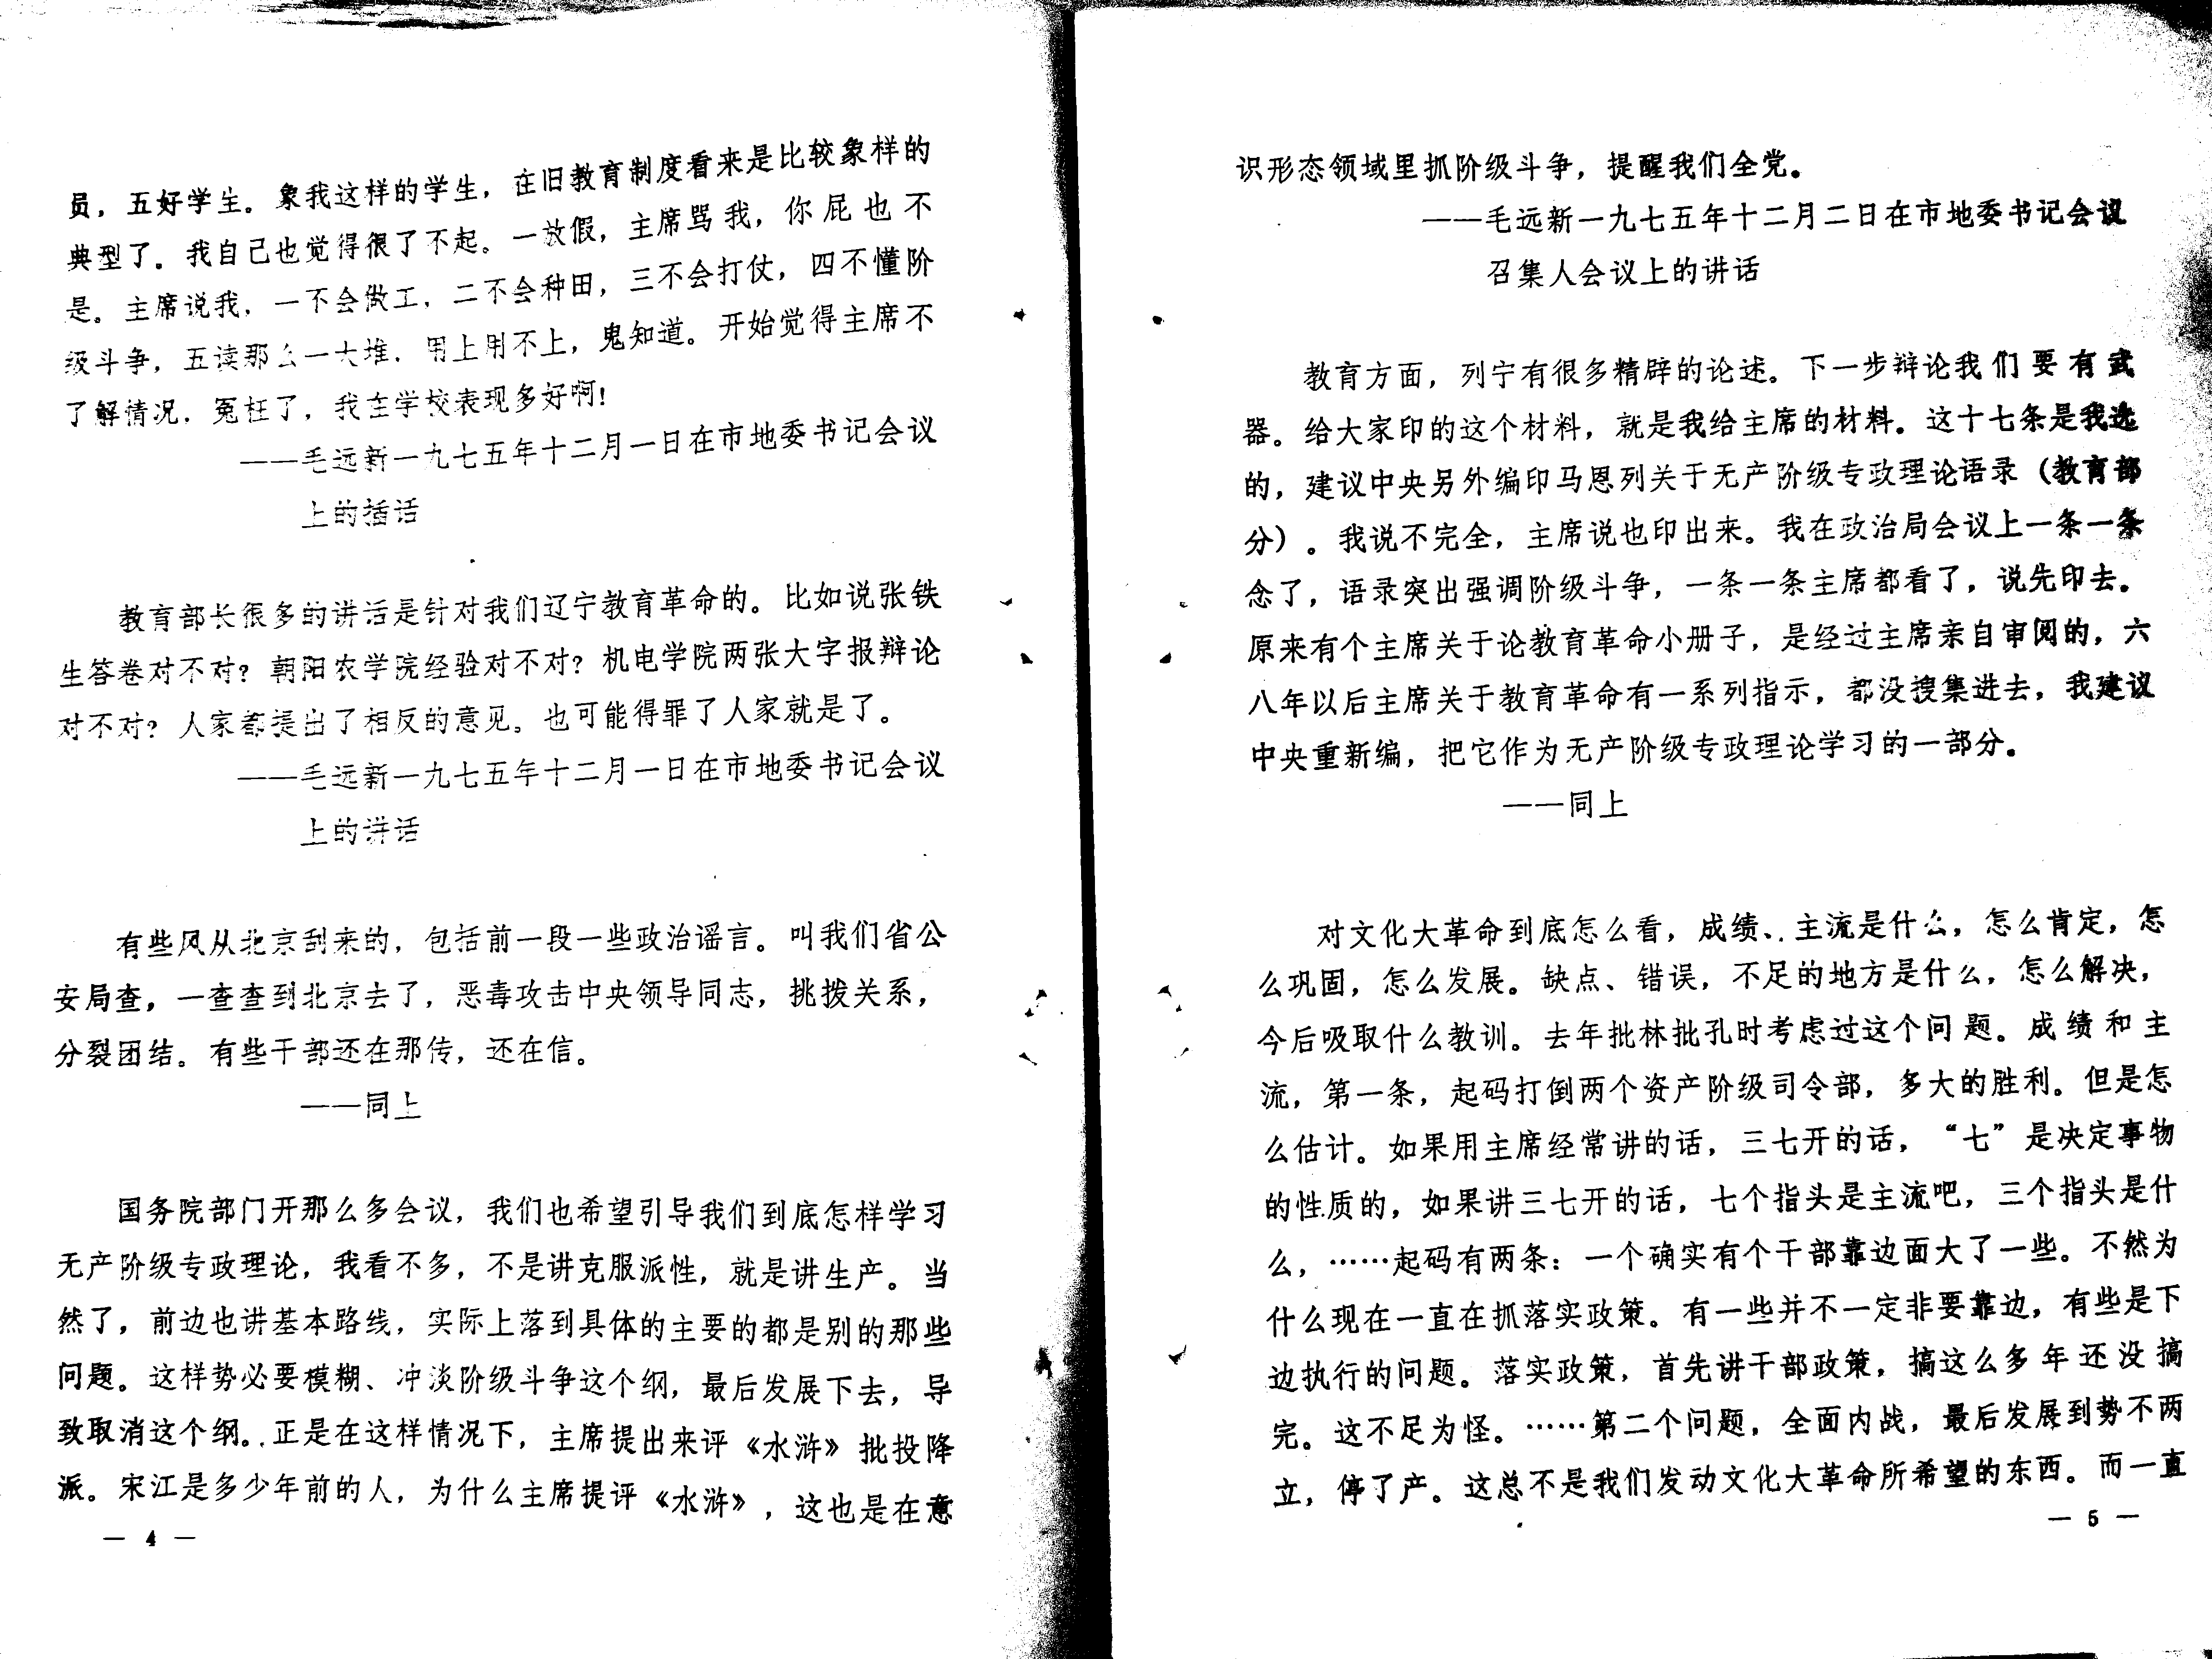 员，五好学生。象我这样的学生，在旧教育制度看来是比较象样的
典型了。我自己也觉得很了不起。一放假，主席骂我，你屁也不
是。主席说我，一不会做工，二不会种田，三不会打仗，四不懂阶
级斗争，五读那么一大堆，用上用不上，鬼知道。开始觉得主席不
了解情况，冤枉了，我在学校表现多好啊！
——毛远新一九七五年十二月一日在市地委书记会议
上的插话
教育部长很多的讲话是针对我们辽宁教育革命的。比如说张铁
生答卷对不对？朝阳农学院经验对不对？机电学院两张大字报辩论
对不对？人家都提出了相反的意见。也可能得罪了人家就是了。
——毛远新一九七五年十二月一日在市地委书记会议
上的讲话
有些风从北京刮来的，包括前一段一些政治谣言。叫我们省公
安局查，一查查到北京去了，恶毒攻击中央领导同志，挑拨关系，
分裂团结。有些干部还在那传，还在信。
——同上
国务院部门开那么多会议，我们也希望引导我们到底怎样学习
无产阶级专政理论，我看不多，不是讲克服派性，就是讲生产。当
然了，前边也讲基本路线，实际上落到具体的主要的都是别的那些
问题。这样势必要模糊、冲淡阶级斗争这个纲，最后发展下去，导
致取消这个纲。正是在这样情况下，主席提出来评《水浒》批投降
派。宋江是多少年前的人，为什么主席提评《水浒》，这也是在意
— 4 —
识形态领域里抓阶级斗争，提醒我们全党。
——毛远新一九七五年十二月二日在市地委书记会议
召集人会议上的讲话
教育方面，列宁有很多精辟的论述。下一步辩论我们要有武
器。给大家印的这个材料，就是我给主席的材料。这十七条是我选
的，建议中央另外编印马恩列关于无产阶级专政理论语录（教育部
分）。我说不完全，主席说也印出来。我在政治局会议上一条一条
念了，语录突出强调阶级斗争，一条一条主席都看了，说先印去。
原来有个主席关于论教育革命小册子，是经过主席亲自审阅的，六
八年以后主席关于教育革命有一系列指示，都没搜集进去，我建议
中央重新编，把它作为无产阶级专政理论学习的一部分。
——同上
对文化大革命到底怎么看，成绩、主流是什么，怎么肯定，怎
么巩固，怎么发展。缺点、错误，不足的地方是什么，怎么解决，
今后吸取什么教训。去年批林批孔时考虑过这个问题。成绩和主
流，第一条，起码打倒两个资产阶级司令部，多大的胜利。但是怎
么估计。如果用主席经常讲的话，三七开的话，“七”是决定事物
的性质的，如果讲三七开的话，七个指头是主流吧，三个指头是什
么，……起码有两条：一个确实有个干部靠边面大了一些。不然为
什么现在一直在抓落实政策。有一些并不一定非要靠边，有些是下
边执行的问题。落实政策，首先讲干部政策，搞这么多年还没搞
完。这不足为怪。……第二个问题，全面内战，最后发展到势不两
立，停了产。这总不是我们发动文化大革命所希望的东西。而一直
— 5 —